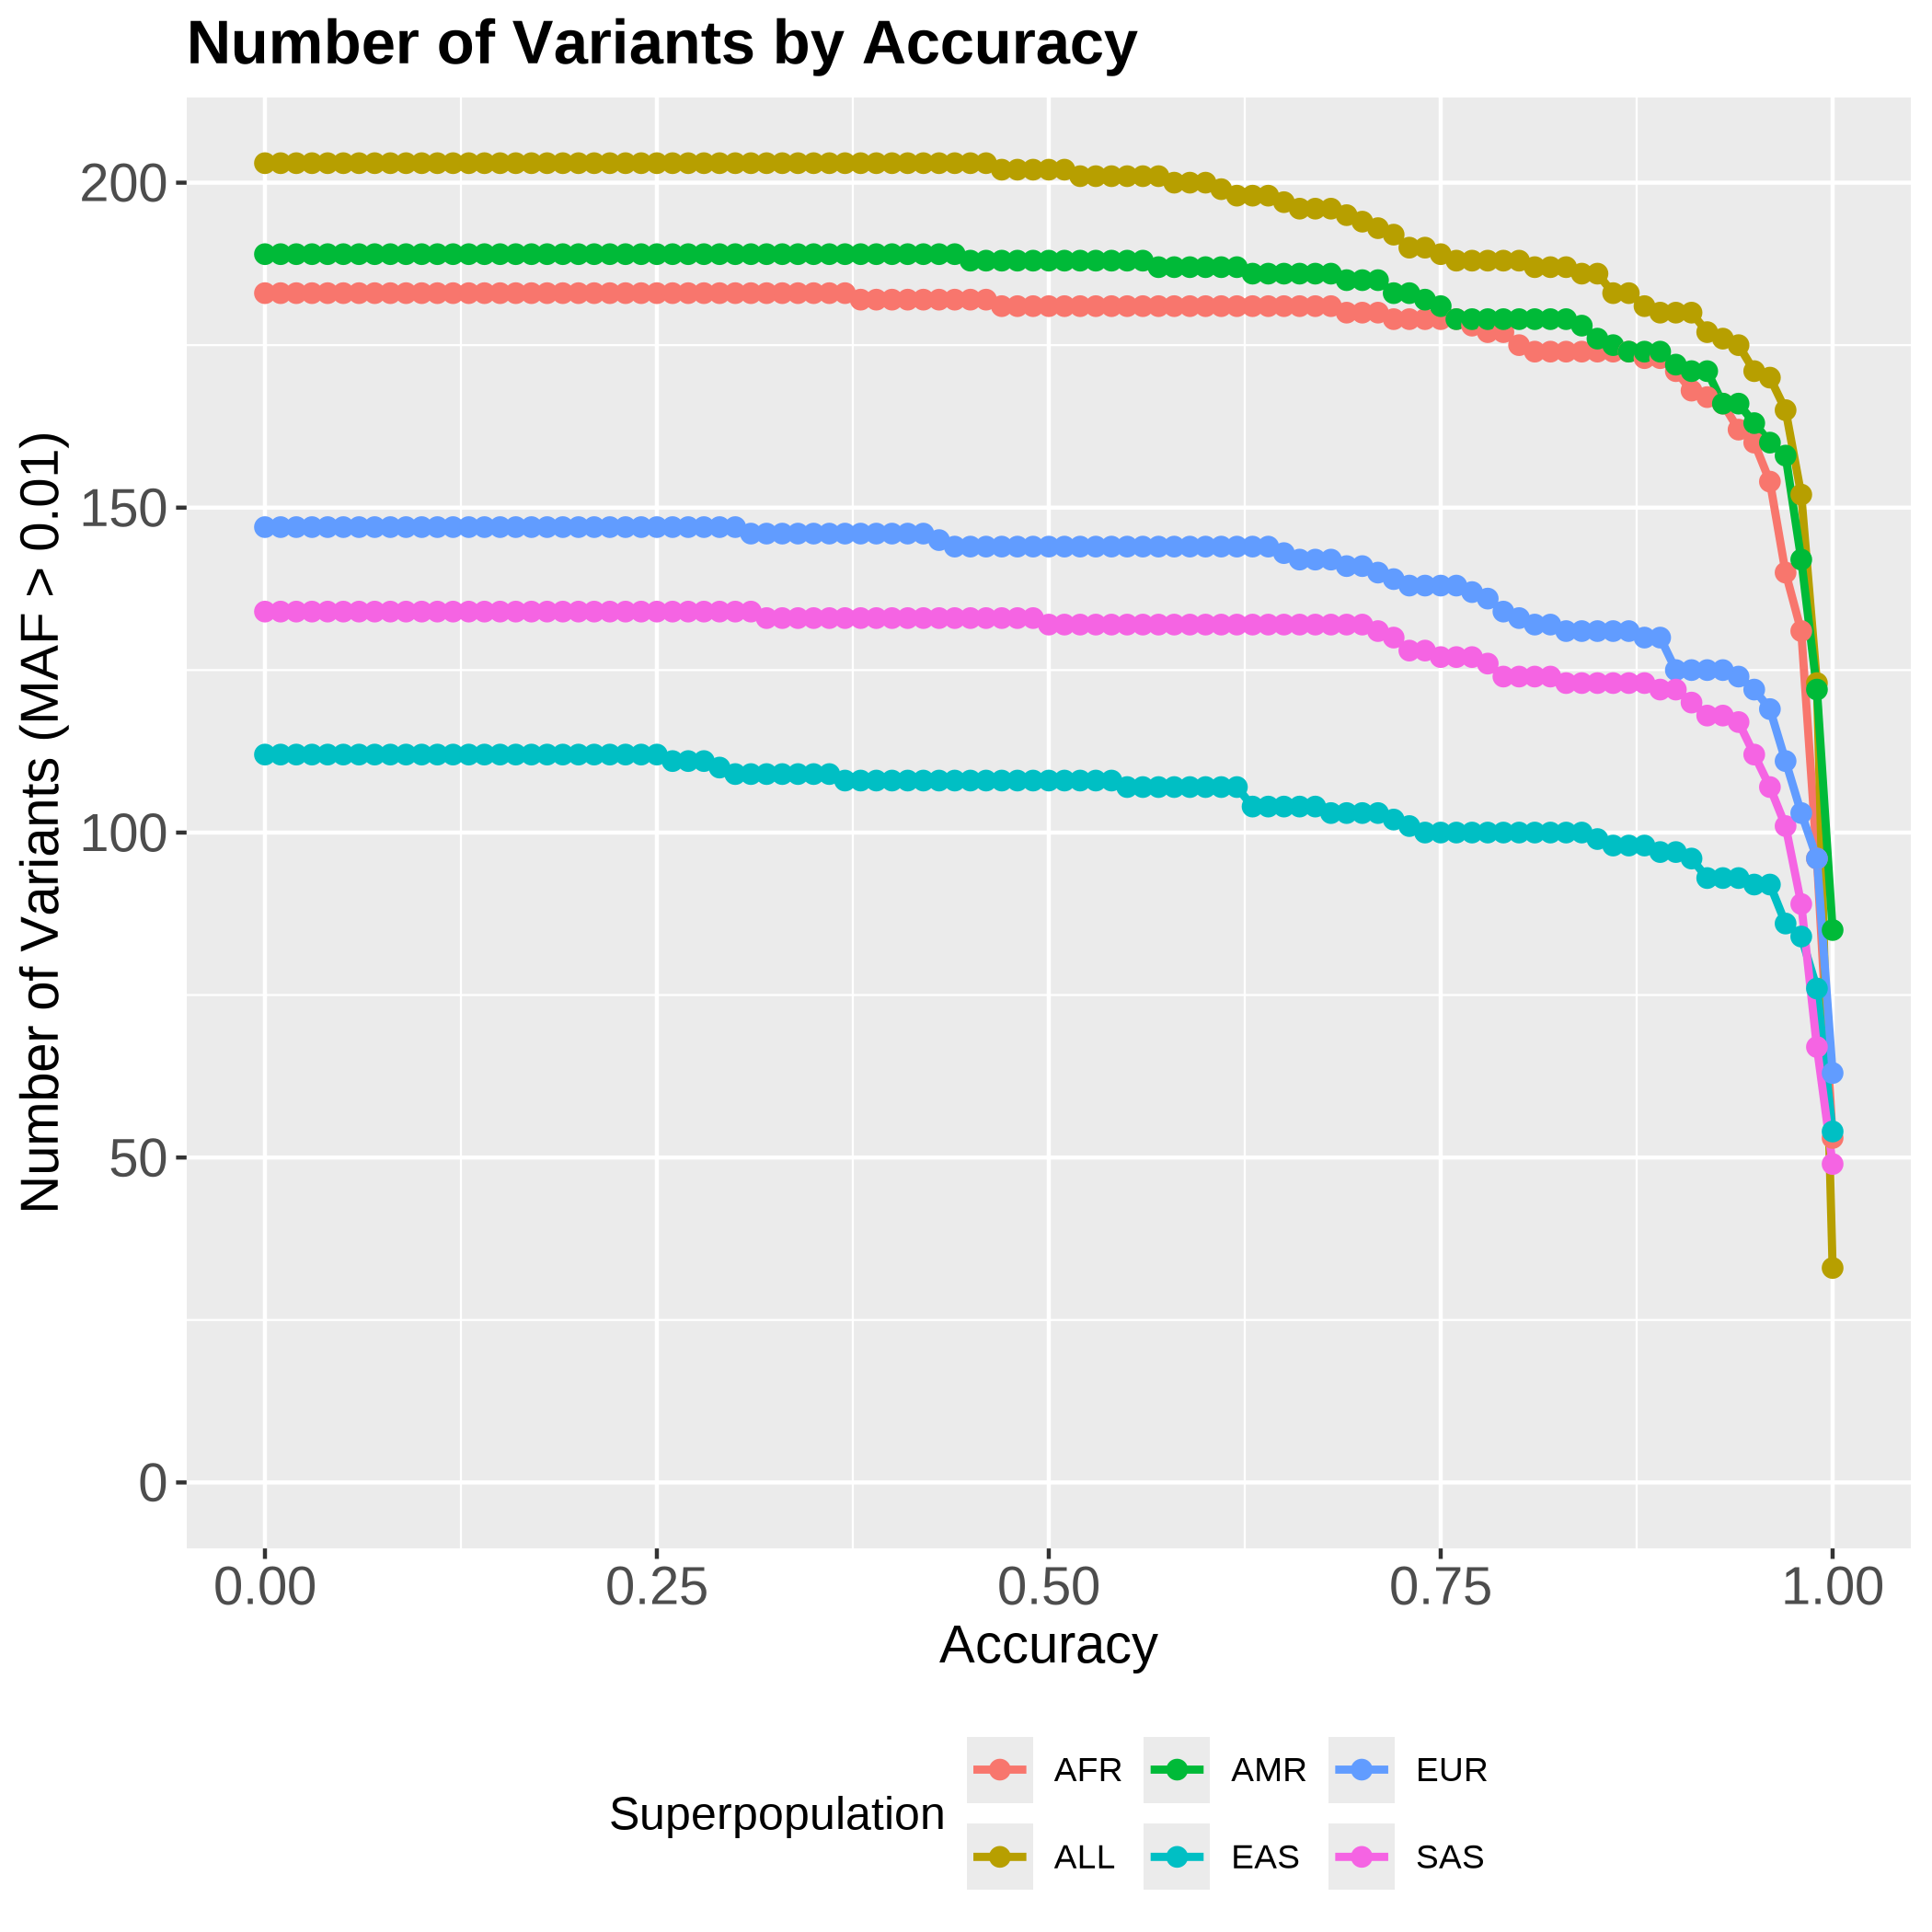 Number of Variants by Accuracy
Number of Variants (MAF > 0.01)
200
150
100
50
0
0.00 0.25 0.50 0.75 1.00
Accuracy
Superpopulation
AFR AMR EUR
ALL EAS SAS